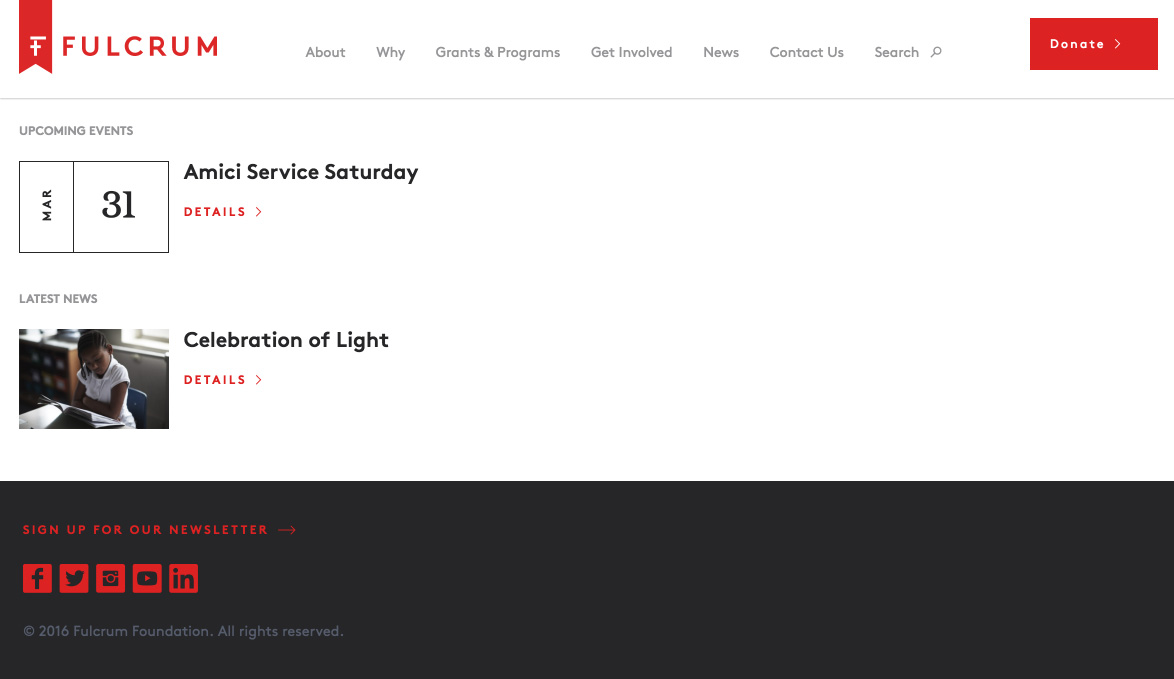 FULCRUM
About Why Grants & Programs Get Involved News Contact Us Search
Donate
UPCOMING EVENTS
MAR
31
Amici Service Saturday
DETAILS
LATEST NEWS
Celebration of Light
DETAILS
SIGN UP FOR OUR NEWSLETTER
© 2016 Fulcrum Foundation. All rights reserved.